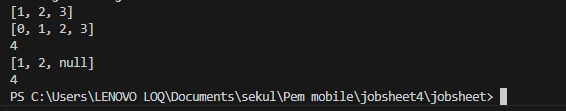 [1, 2, 3]
[0, 1, 2, 3]
4
[1, 2, null]
4
PS C:\Users\LENOVO LOQ\Documents\sekul\Pem mobile\jobsheet4\jobsheet>